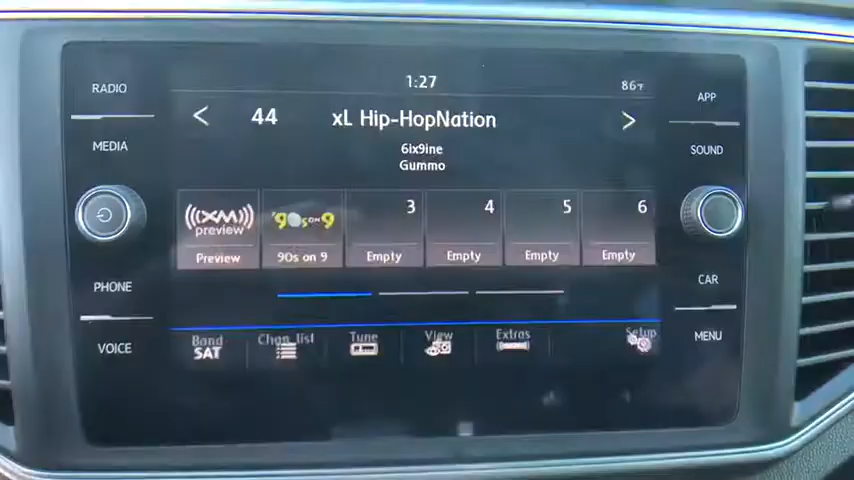 RADIO
MEDIA
PHONE
VOICE
1:27
86°F
< 44 xL Hip-HopNation >
6ix9ine
Gummo
((XM)) preview
'90s ON 9
3
4
5
6
Preview
90s on 9
Empty
Empty
Empty
Empty
Band
SAT
Chan. list
Tune
View
Extras
Setup
APP
SOUND
CAR
MENU